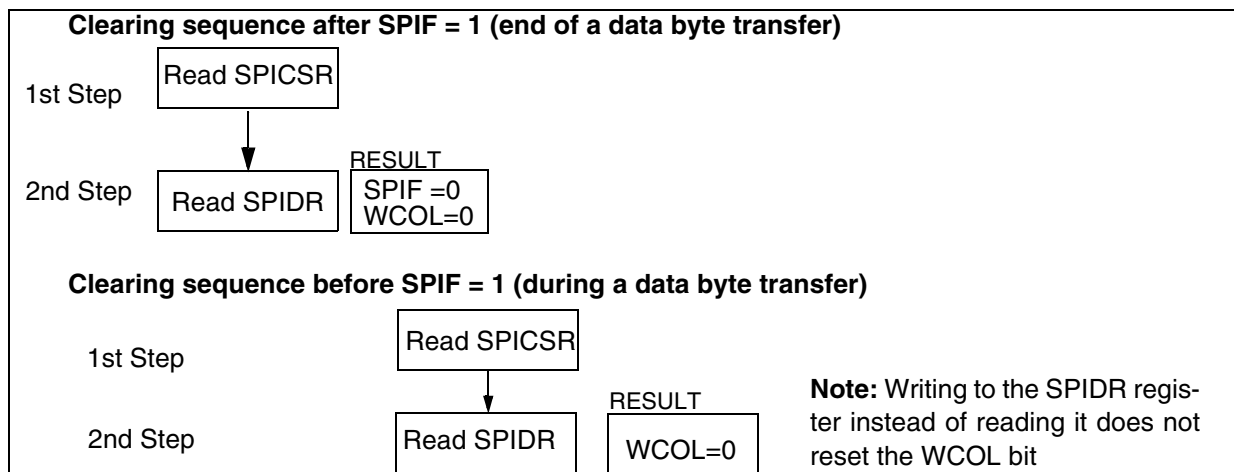 Clearing sequence after SPIF = 1 (end of a data byte transfer)
1st Step
Read SPICSR
2nd Step
Read SPIDR
RESULT
SPIF =0
WCOL=0
Clearing sequence before SPIF = 1 (during a data byte transfer)
1st Step
Read SPICSR
2nd Step
Read SPIDR
RESULT
WCOL=0
Note: Writing to the SPIDR regis-
ter instead of reading it does not
reset the WCOL bit